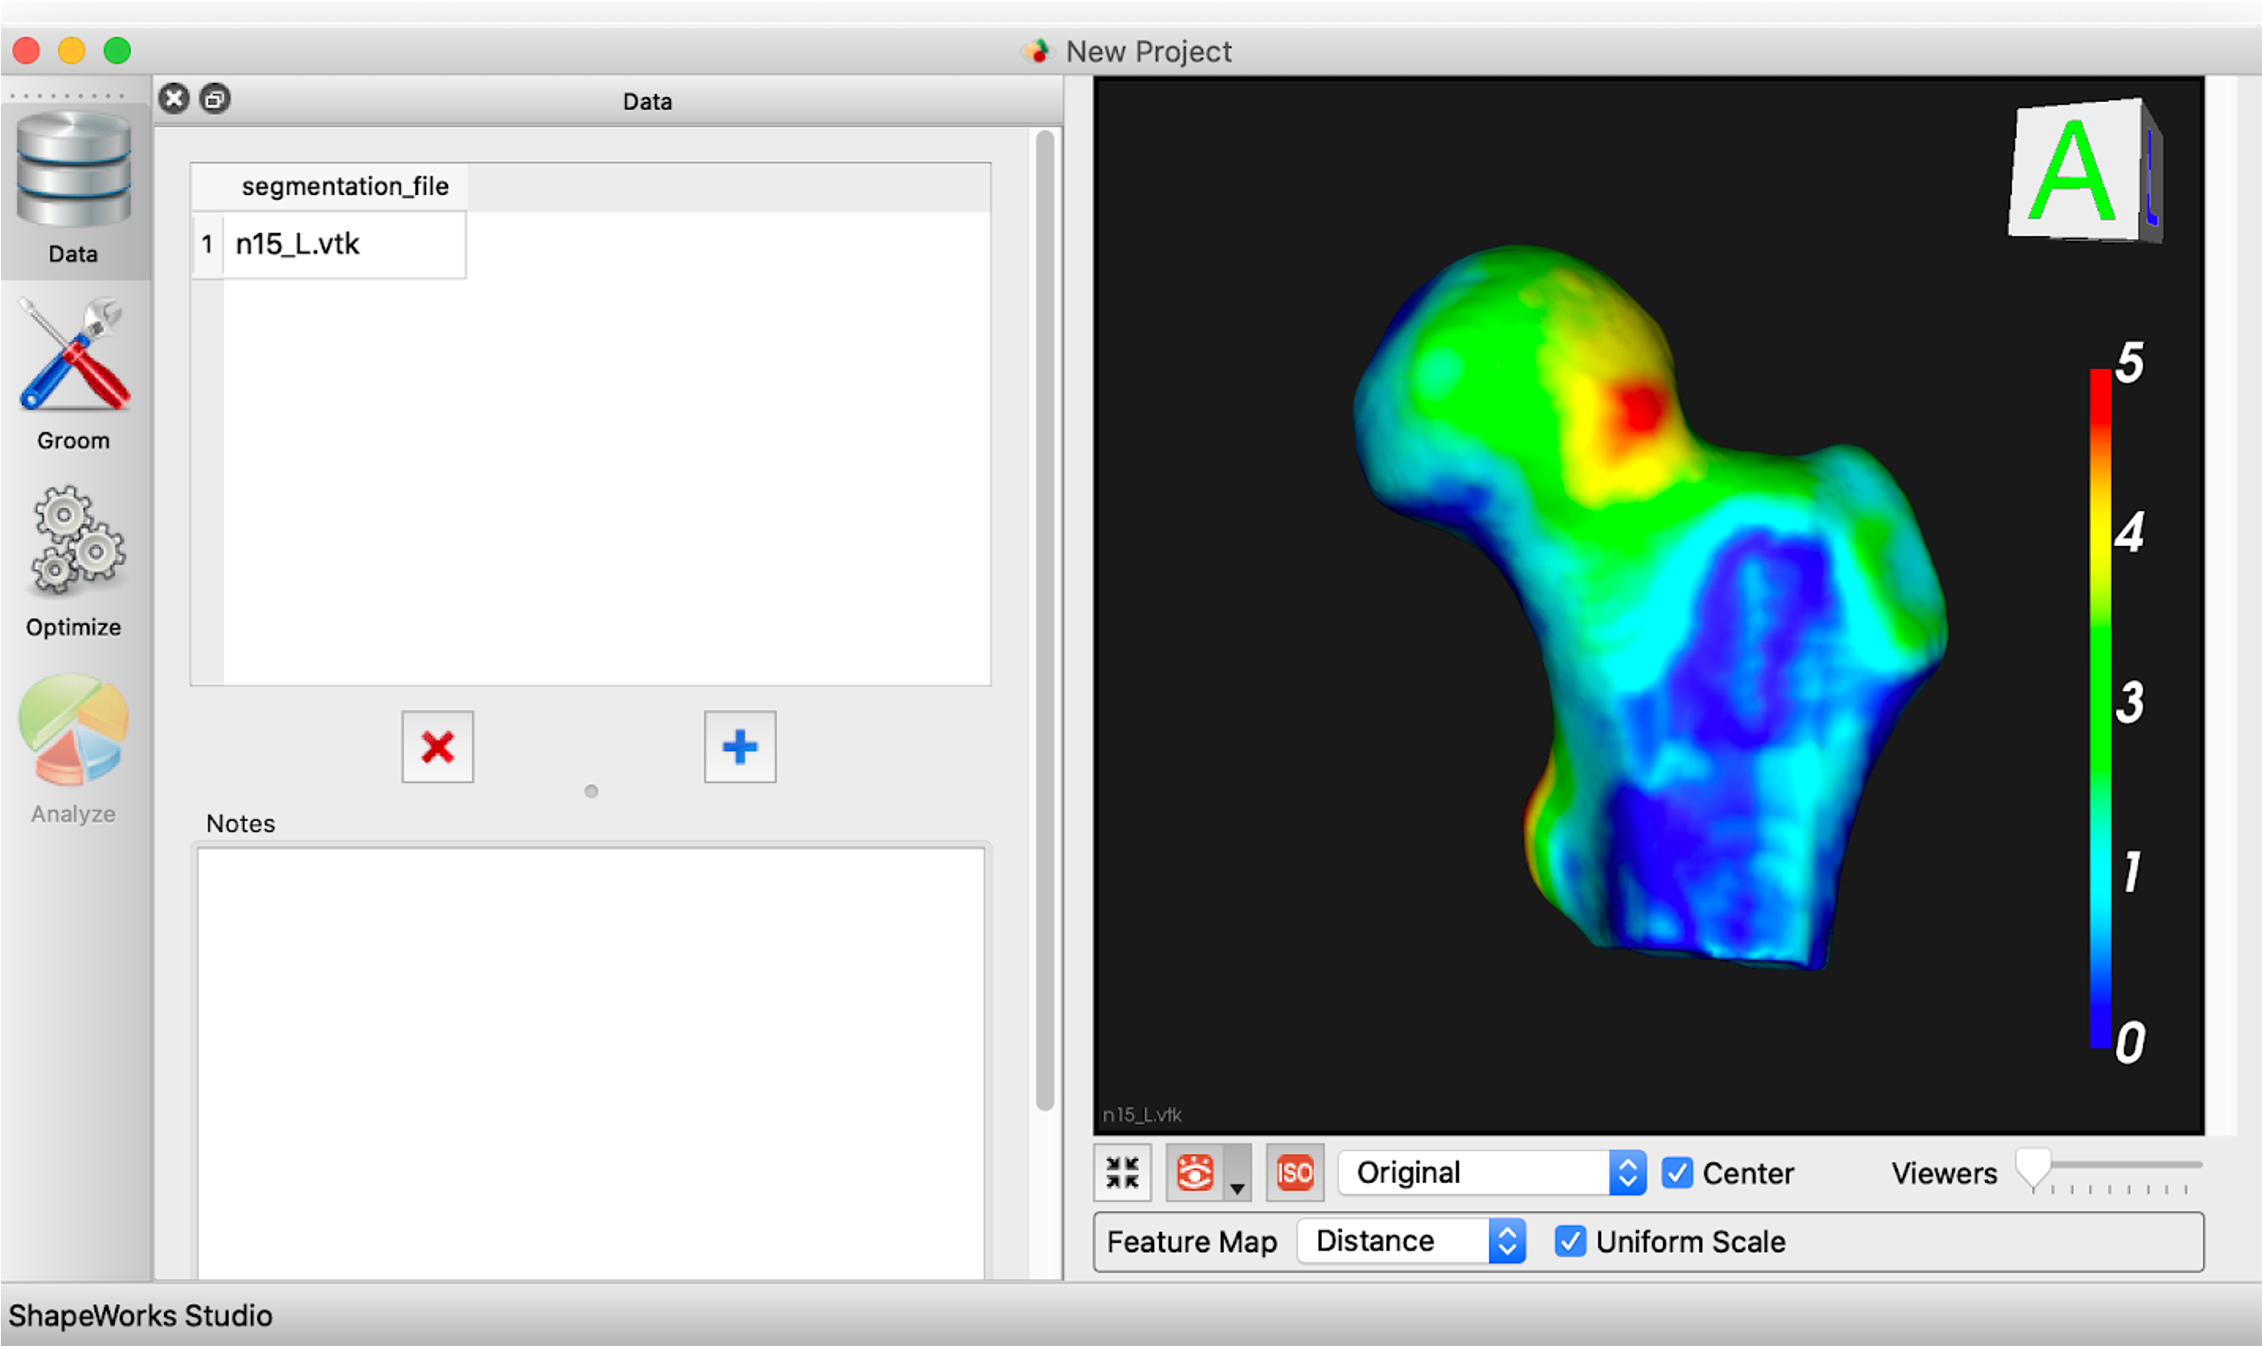 New Project
Data
segmentation_file
1 n15_L.vtk
Data
Groom
Optimize
Analyze
Notes
A
L
5
4
3
1
0
n15_L.vtk
ISO
Original
Center
Viewers
Feature Map
Distance
Uniform Scale
ShapeWorks Studio